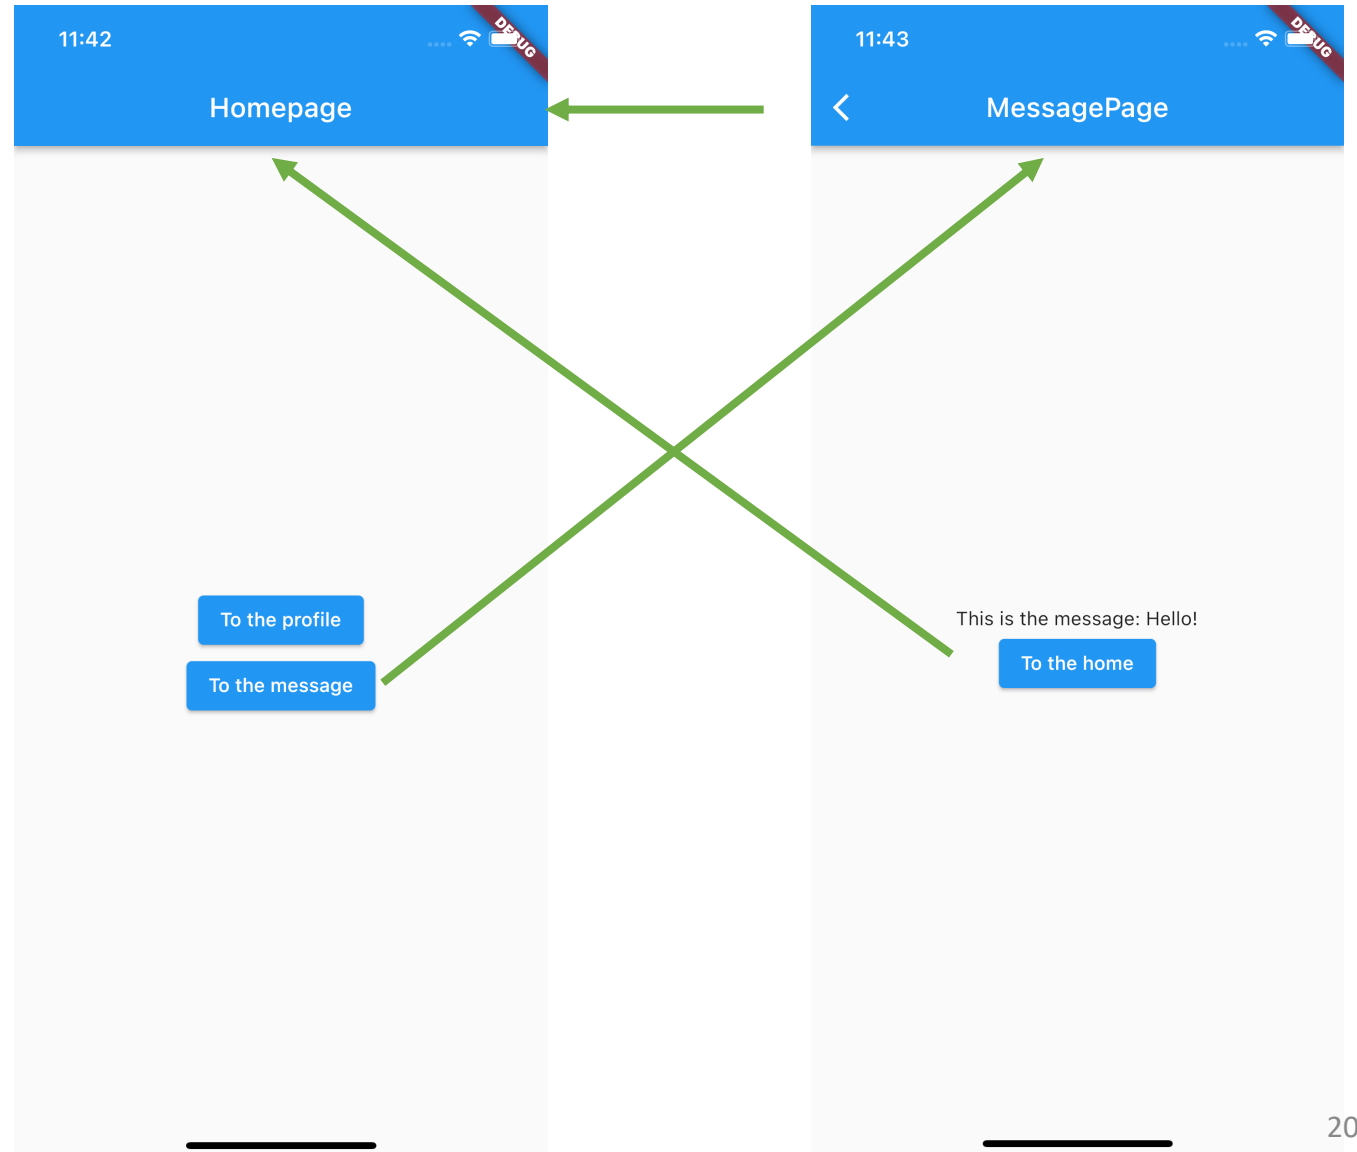 11:42
DEBUG
Homepage
To the profile
To the message
11:43
DEBUG
MessagePage
This is the message: Hello!
To the home
20